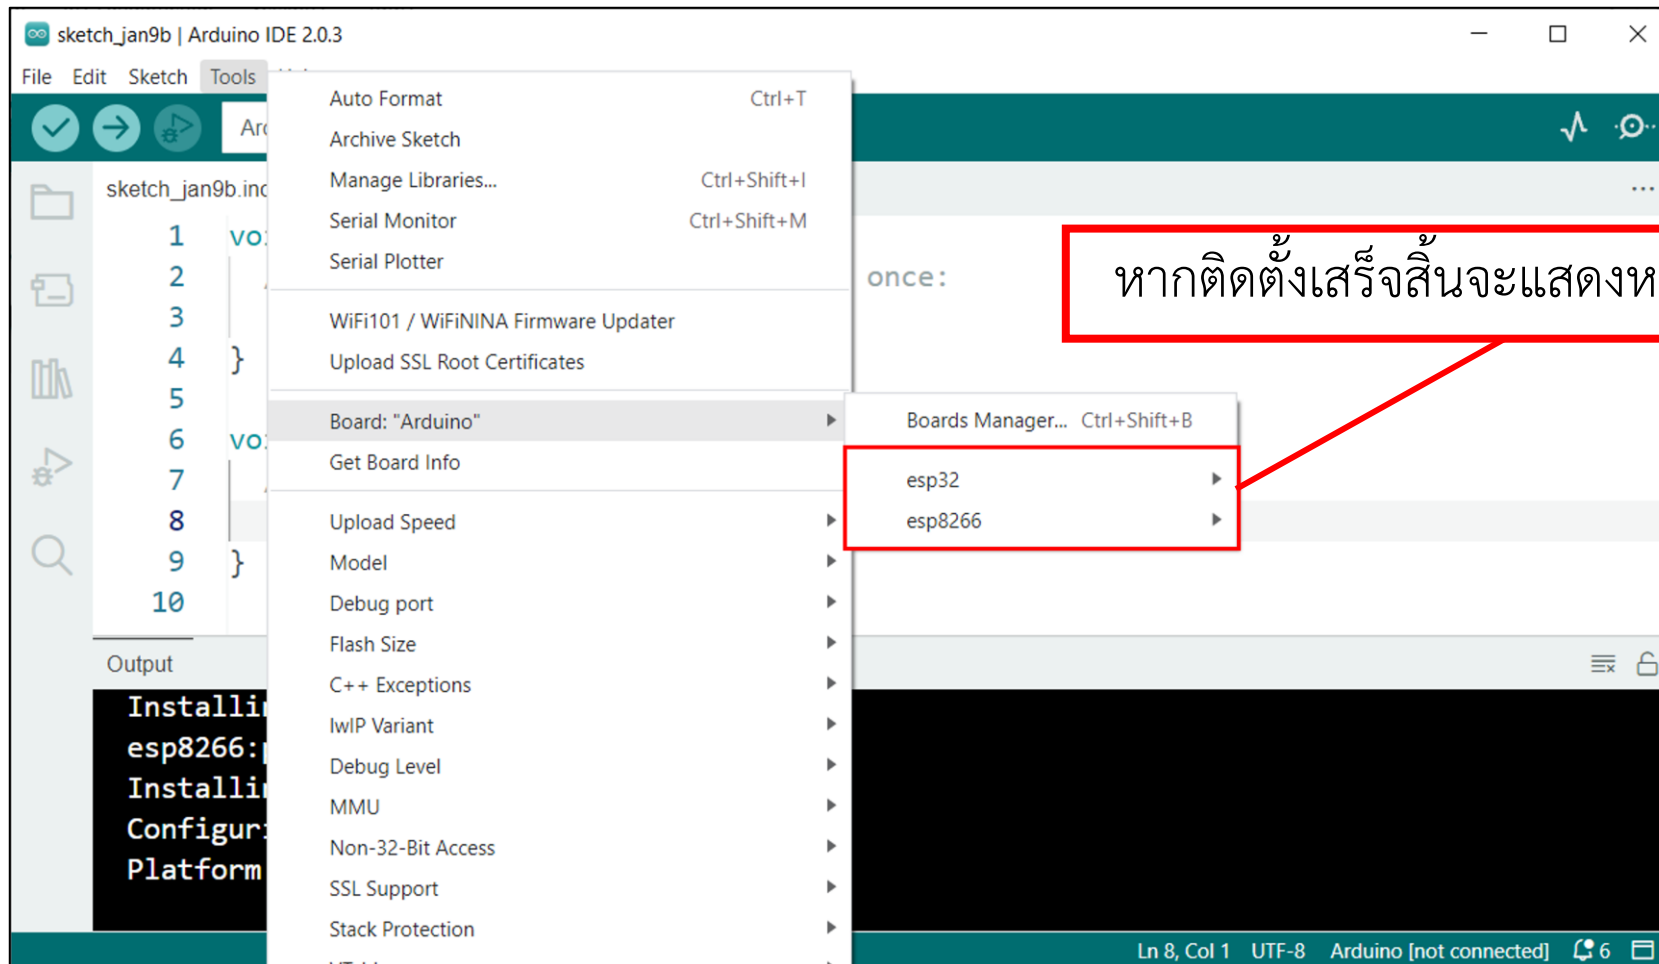 sketch_jan9b | Arduino IDE 2.0.3
File Edit Sketch Tools
Auto Format Ctrl+T
Archive Sketch
Manage Libraries... Ctrl+Shift+I
Serial Monitor Ctrl+Shift+M
Serial Plotter
WiFi101 / WiFiNINA Firmware Updater
Upload SSL Root Certificates
Board: "Arduino"
Get Board Info
Upload Speed
Model
Debug port
Flash Size
C++ Exceptions
lwIP Variant
Debug Level
MMU
Non-32-Bit Access
SSL Support
Stack Protection
Boards Manager... Ctrl+Shift+B
esp32
esp8266
หากติดตั้งเสร็จสิ้นจะแสดงห
sketch_jan9b.ino
1
2 once:
3
4 }
5
6
7
8
9 }
10
Output
esp8266:
Platform
Ln 8, Col 1 UTF-8 Arduino [not connected] 6